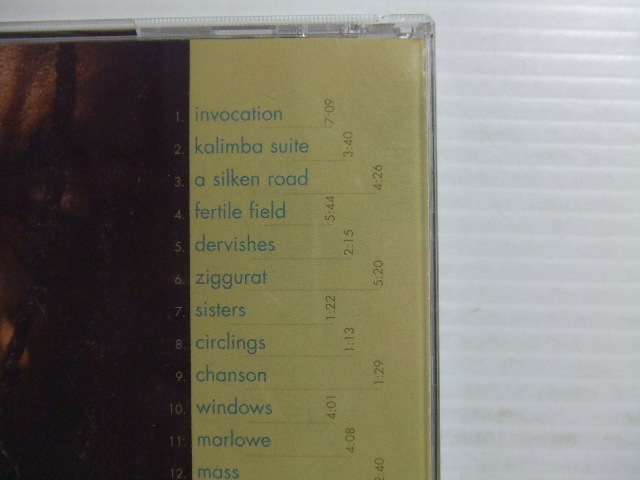 1. invocation 7:09
2. kalimba suite 3:40
3. a silken road 4:26
4. fertile field 5:44
5. dervishes 2:15
6. ziggurat 5:20
7. sisters 1:22
8. circlings 1:13
9. chanson 1:29
10. windows 4:01
11. marlowe 4:08
12. mass 2:40